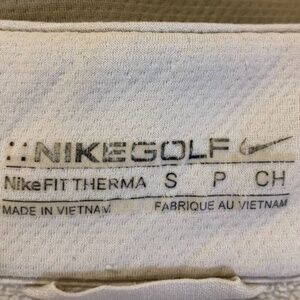 ::NIKEGOLF
NikeFIT THERMA S P CH
MADE IN VIETNAM FABRIQUE AU VIETNAM